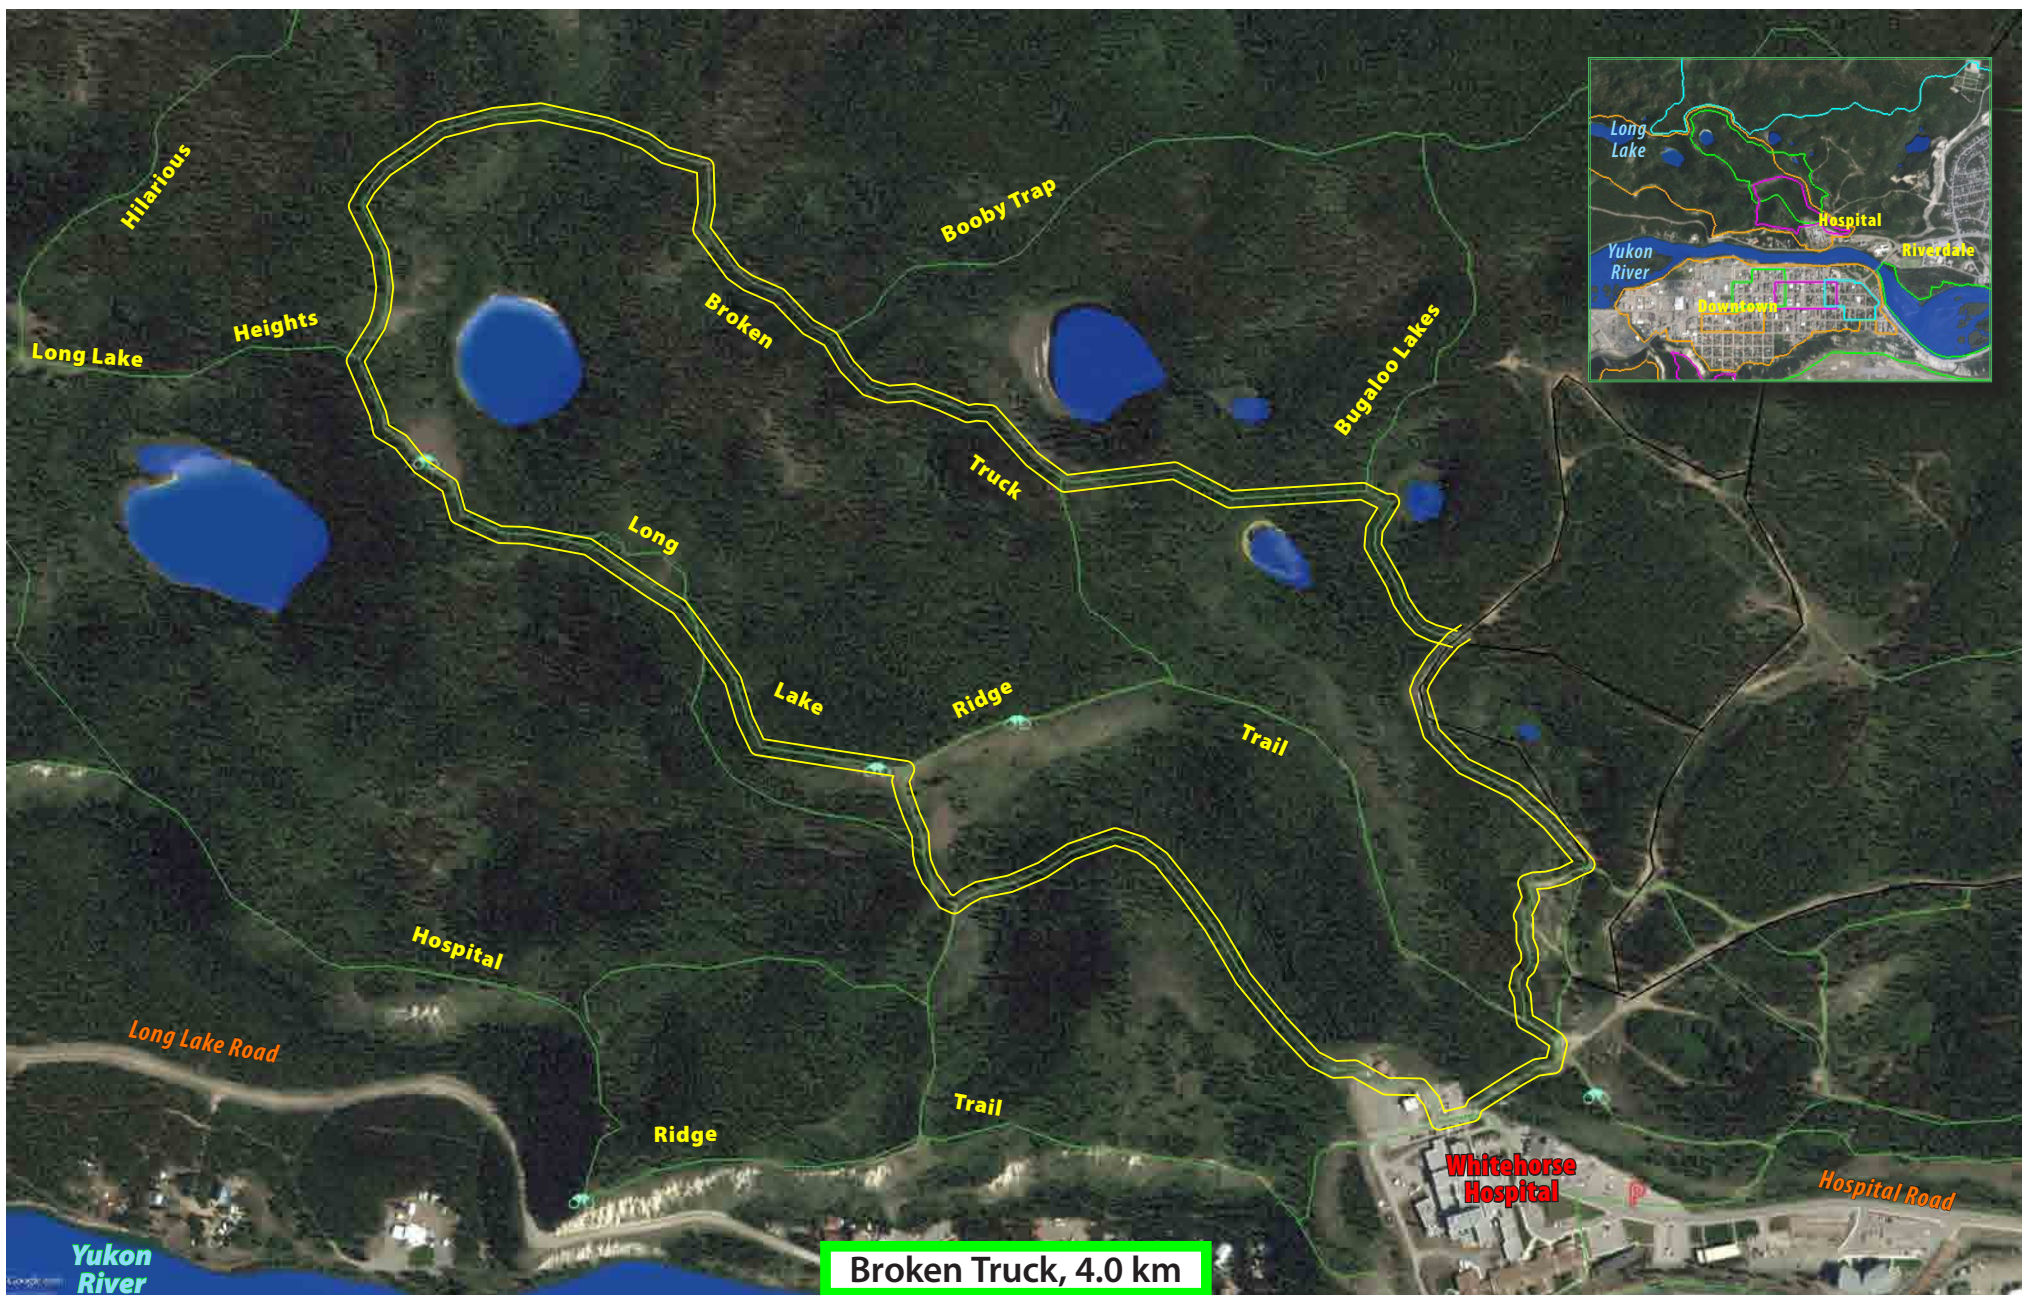 Hilarious
Heights
Long Lake
Broken
Truck
Booby Trap
Bugaloo Lakes
Long
Lake
Ridge
Trail
Hospital
Ridge
Trail
Long Lake Road
Yukon
River
Whitehorse
Hospital
P
Hospital Road
Broken Truck, 4.0 km
Long
Lake
Hospital
Riverdale
Yukon
River
Downtown